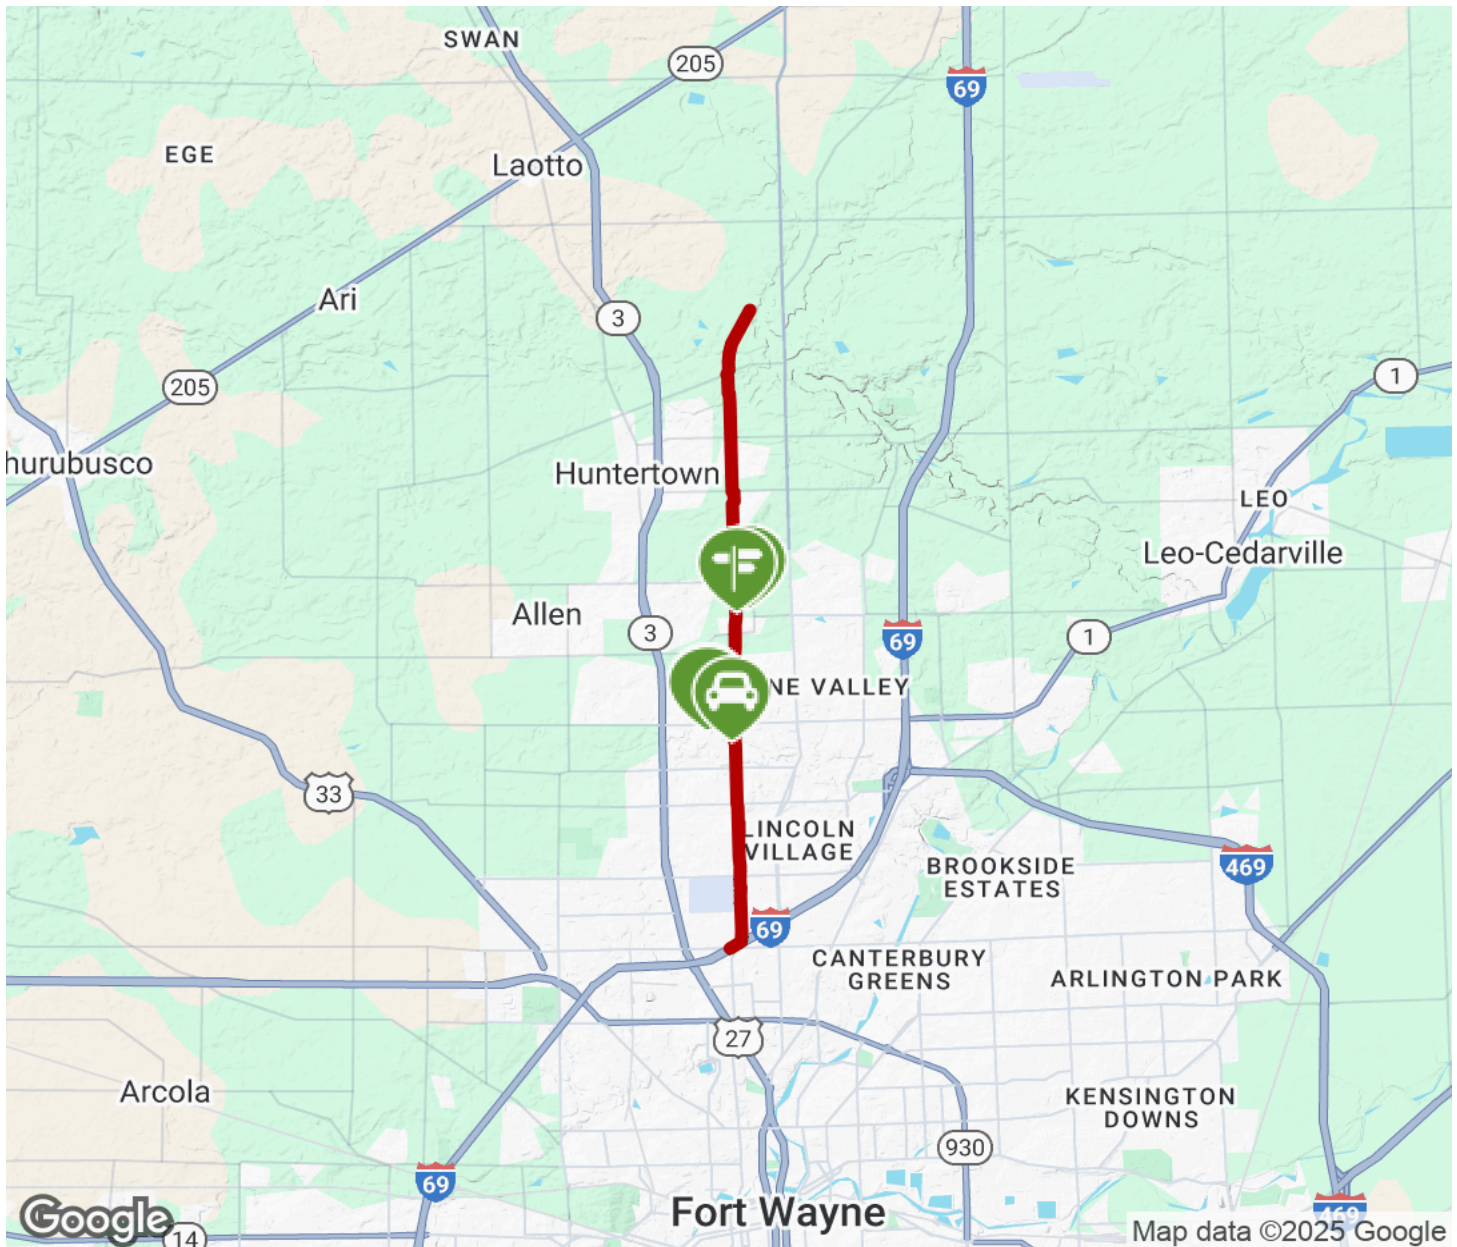 SWAN
205
69
EGE
Laotto
Ari
3
205
1
hurubusco
Huntertown
LEO
Leo-Cedarville
Allen
3
69
1
NE VALLEY
33
LINCOLN
VILLAGE
BROOKSIDE
ESTATES
469
69
CANTERBURY
GREENS
ARLINGTON PARK
27
Arcola
KENSINGTON
DOWNS
930
69
Fort Wayne
469
Google
14
Map data ©2025 Google